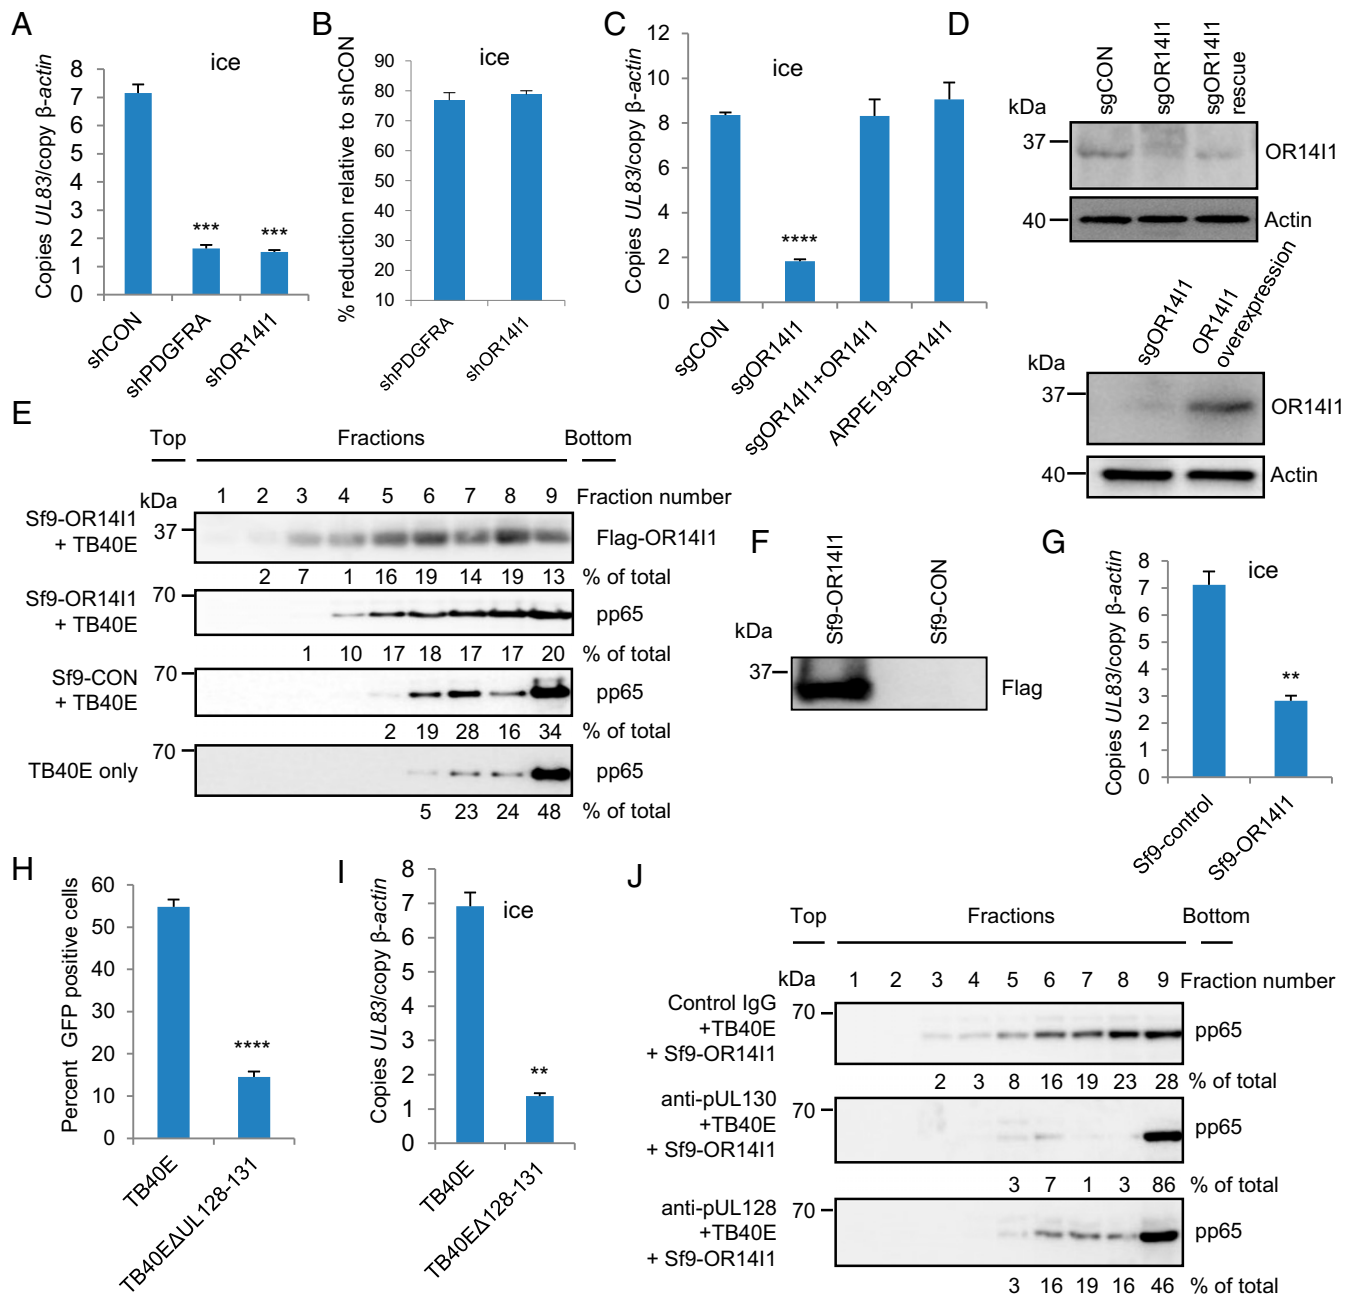 A
ice
Copies UL83/copy β-actin
8
7
6
5
4
3
2
1
0
***
***
shCON
shPDGFRA
shOR14I1
B
ice
% reduction relative to shCON
90
80
70
60
50
40
30
20
10
shPDGFRA
shOR14I1
C
ice
Copies UL83/copy β-actin
12
10
8
6
4
2
0
****
sgCON
sgOR14I1
sgOR14I1+OR14I1
ARPE19+OR14I1
D
sgCON
sgOR14I1
sgOR14I1
rescue
kDa
37
OR14I1
40
Actin
sgOR14I1
OR14I1
overexpression
kDa
37
OR14I1
40
Actin
E
Top Fractions Bottom
kDa 1 2 3 4 5 6 7 8 9 Fraction number
Sf9-OR14I1
+ TB40E
37
Flag-OR14I1
2 7 1 16 19 14 19 13 % of total
Sf9-OR14I1
+ TB40E
70
pp65
1 10 17 18 17 17 20 % of total
Sf9-CON
+ TB40E
70
pp65
2 19 28 16 34 % of total
TB40E only
70
pp65
5 23 24 48 % of total
F
Sf9-OR14I1
Sf9-CON
kDa
37
Flag
G
ice
Copies UL83/copy β-actin
8
7
6
5
4
3
2
1
0
**
Sf9-control
Sf9-OR14I1
H
Percent GFP positive cells
60
50
40
30
20
10
0
****
TB40E
TB40EΔUL128-131
I
ice
Copies UL83/copy β-actin
8
7
6
5
4
3
2
1
0
**
TB40E
TB40EΔ128-131
J
Top Fractions Bottom
kDa 1 2 3 4 5 6 7 8 9 Fraction number
Control IgG
+TB40E
+ Sf9-OR14I1
70
pp65
2 3 8 16 19 23 28 % of total
anti-pUL130
+TB40E
+ Sf9-OR14I1
70
pp65
3 7 1 3 86 % of total
anti-pUL128
+TB40E
+ Sf9-OR14I1
70
pp65
3 16 19 16 46 % of total